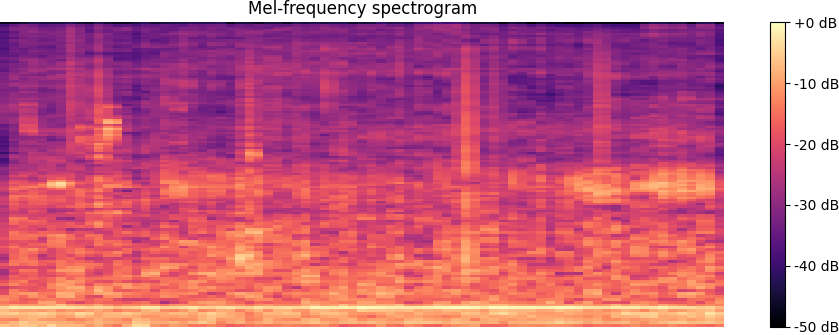 Mel-frequency spectrogram
+0 dB
-10 dB
-20 dB
-30 dB
-40 dB
-50 dB